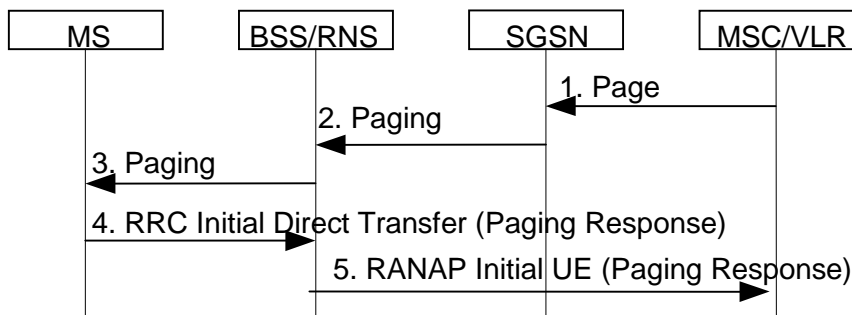 MS
BSS/RNS
SGSN
MSC/VLR
1. Page
2. Paging
3. Paging
4. RRC Initial Direct Transfer (Paging Response)
5. RANAP Initial UE (Paging Response)